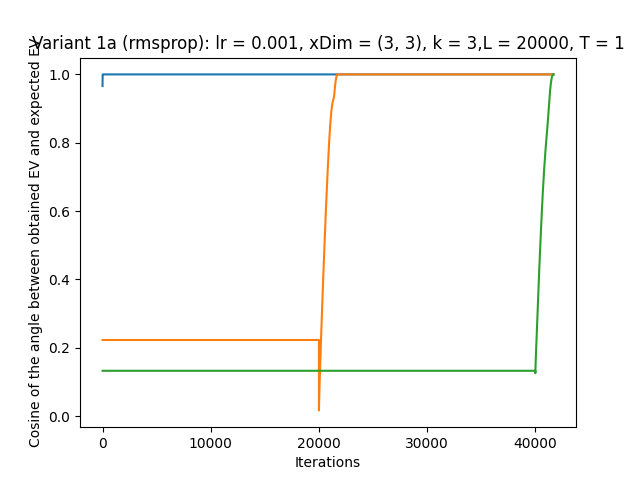 Variant 1a (rmsprop): lr = 0.001, xDim = (3, 3), k = 3,L = 20000, T = 1
Cosine of the angle between obtained EV and expected EV
1.0
0.8
0.6
0.4
0.2
0.0
0 10000 20000 30000 40000
Iterations